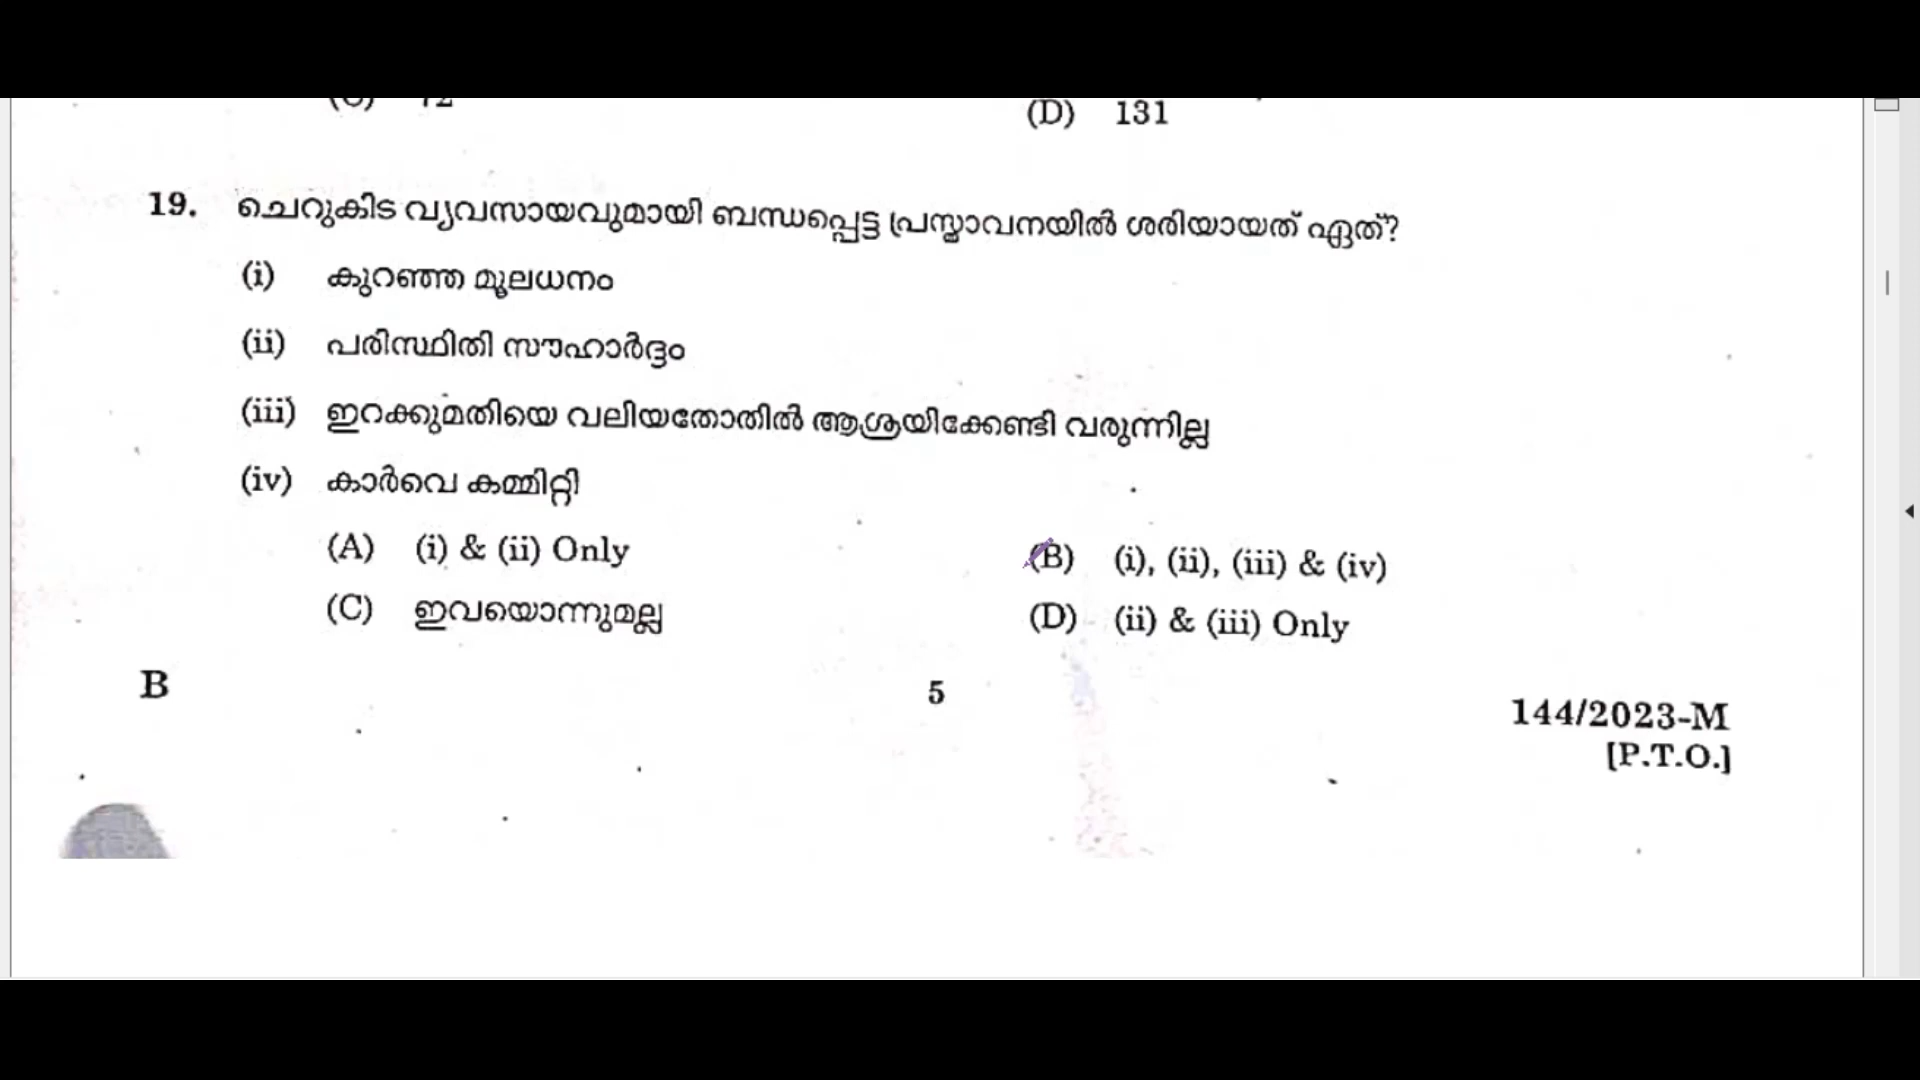 (C) 72
(D) 131
19. ചെറുകിട വ്യവസായവുമായി ബന്ധപ്പെട്ട പ്രസ്താവനയിൽ ശരിയായത് ഏത്?
(i) കുറഞ്ഞ മൂലധനം
(ii) പരിസ്ഥിതി സൗഹാർദ്ദം
(iii) ഇറക്കുമതിയെ വലിയതോതിൽ ആശ്രയിക്കേണ്ടി വരുന്നില്ല
(iv) കാർവെ കമ്മിറ്റി
(A) (i) & (ii) Only
(B) (i), (ii), (iii) & (iv)
(C) ഇവയൊന്നുമല്ല
(D) (ii) & (iii) Only
B
5
144/2023-M
[P.T.O.]